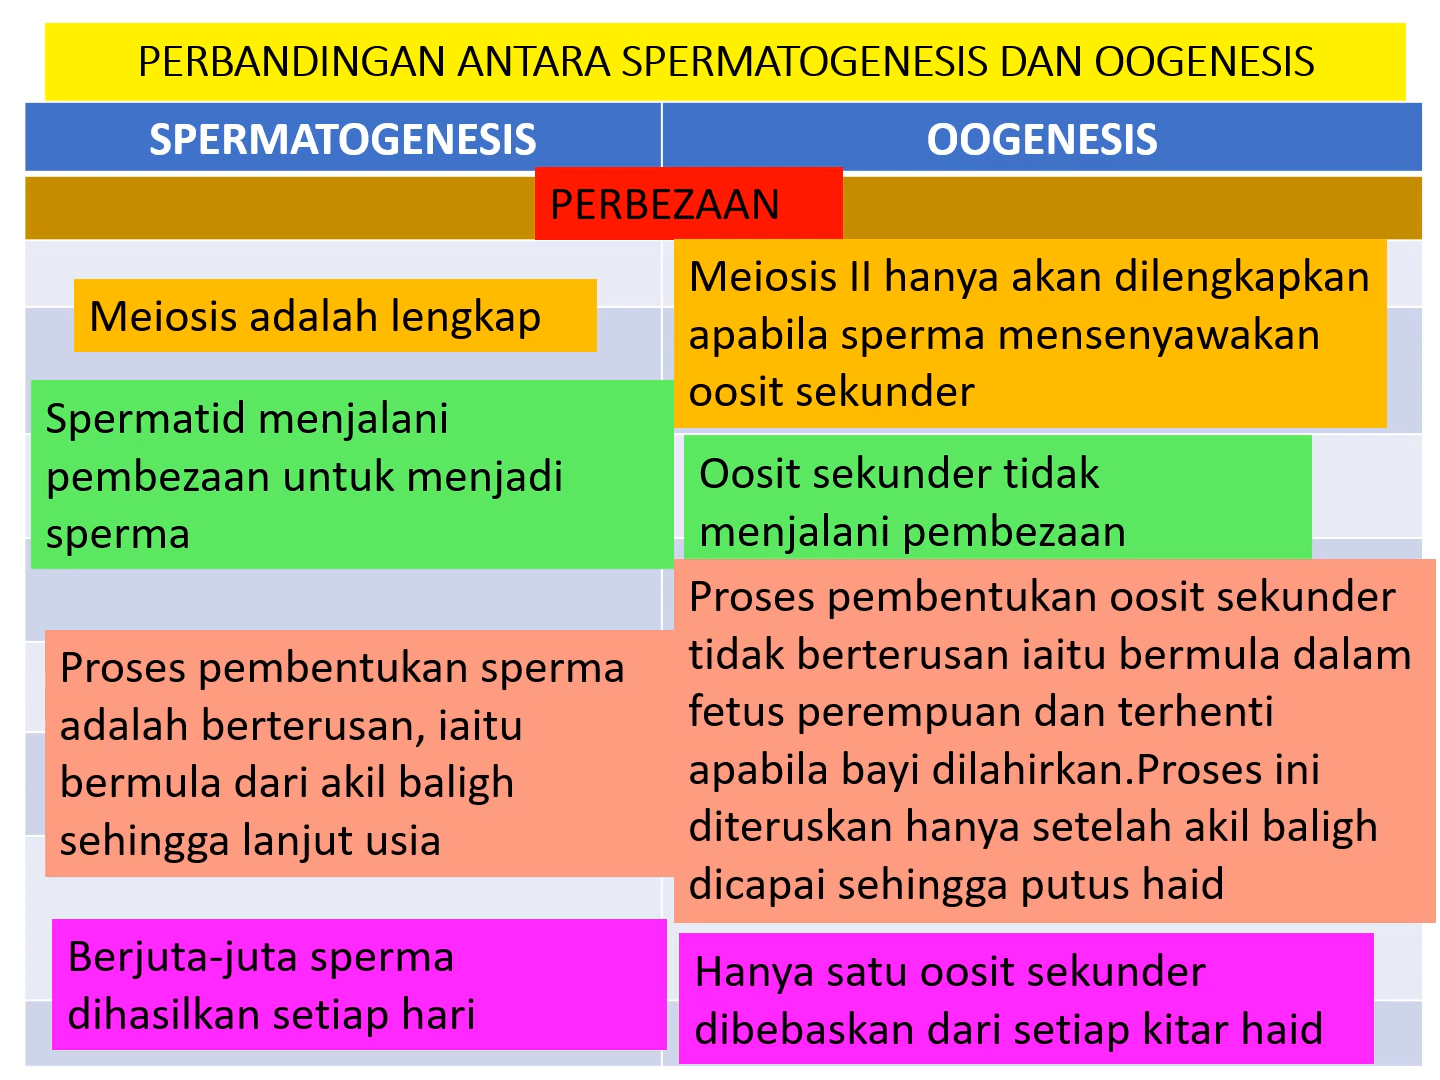 PERBANDINGAN ANTARA SPERMATOGENESIS DAN OOGENESIS
SPERMATOGENESIS
OOGENESIS
PERBEZAAN
Meiosis adalah lengkap
Meiosis II hanya akan dilengkapkan
apabila sperma mensenyawakan
oosit sekunder
Spermatid menjalani
pembezaan untuk menjadi
sperma
Oosit sekunder tidak
menjalani pembezaan
Proses pembentukan sperma
adalah berterusan, iaitu
bermula dari akil baligh
sehingga lanjut usia
Proses pembentukan oosit sekunder
tidak berterusan iaitu bermula dalam
fetus perempuan dan terhenti
apabila bayi dilahirkan.Proses ini
diteruskan hanya setelah akil baligh
dicapai sehingga putus haid
Berjuta-juta sperma
dihasilkan setiap hari
Hanya satu oosit sekunder
dibebaskan dari setiap kitar haid